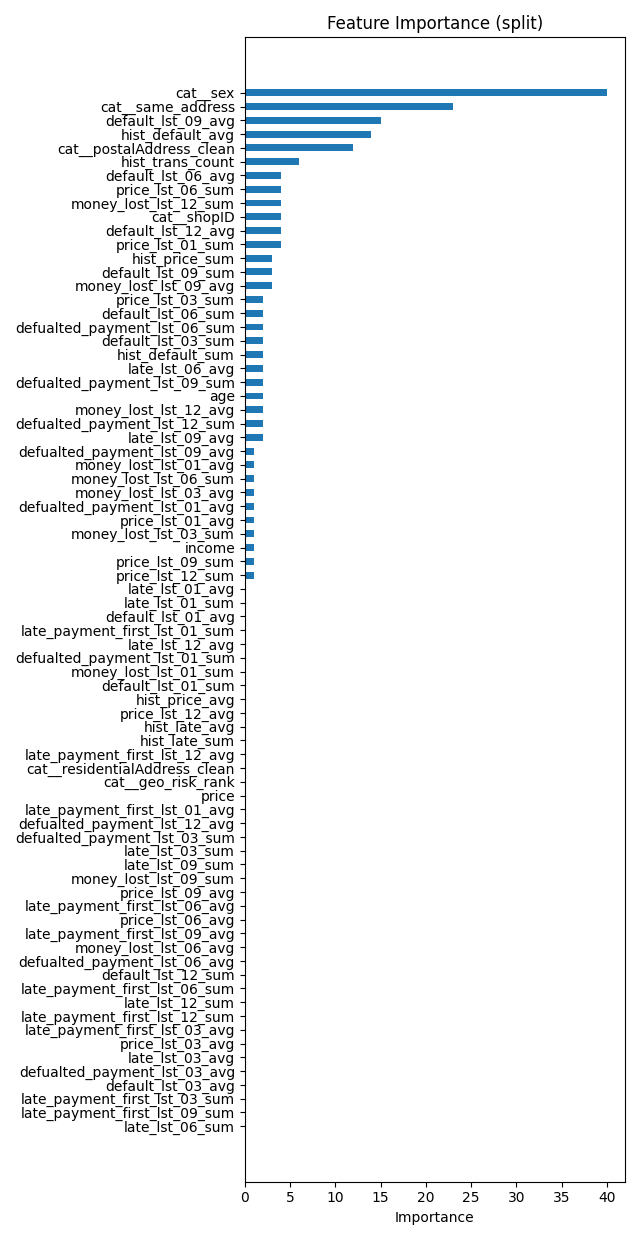 Feature Importance (split)
cat__sex
cat__same_address
default_lst_09_avg
hist_default_avg
cat__postalAddress_clean
hist_trans_count
default_lst_06_avg
price_lst_06_sum
money_lost_lst_12_sum
cat__shopID
default_lst_12_avg
price_lst_01_sum
hist_price_sum
default_lst_09_sum
money_lost_lst_09_avg
price_lst_03_sum
default_lst_06_sum
defualted_payment_lst_06_sum
default_lst_03_sum
hist_default_sum
late_lst_06_avg
defualted_payment_lst_09_sum
age
money_lost_lst_12_avg
defualted_payment_lst_12_sum
late_lst_09_avg
defualted_payment_lst_09_avg
money_lost_lst_01_avg
money_lost_lst_06_sum
money_lost_lst_03_avg
defualted_payment_lst_01_avg
price_lst_01_avg
money_lost_lst_03_sum
income
price_lst_09_sum
price_lst_12_sum
late_lst_01_avg
late_lst_01_sum
default_lst_01_avg
late_payment_first_lst_01_sum
late_lst_12_avg
defualted_payment_lst_01_sum
money_lost_lst_01_sum
default_lst_01_sum
hist_price_avg
price_lst_12_avg
hist_late_avg
hist_late_sum
late_payment_first_lst_12_avg
cat__residentialAddress_clean
cat__geo_risk_rank
price
late_payment_first_lst_01_avg
defualted_payment_lst_12_avg
defualted_payment_lst_03_sum
late_lst_03_sum
late_lst_09_sum
money_lost_lst_09_sum
price_lst_09_avg
late_payment_first_lst_06_avg
price_lst_06_avg
late_payment_first_lst_09_avg
money_lost_lst_06_avg
defualted_payment_lst_06_avg
default_lst_12_sum
late_payment_first_lst_06_sum
late_lst_12_sum
late_payment_first_lst_12_sum
late_payment_first_lst_03_avg
price_lst_03_avg
late_lst_03_avg
defualted_payment_lst_03_avg
default_lst_03_avg
late_payment_first_lst_03_sum
late_payment_first_lst_09_sum
late_lst_06_sum
0 5 10 15 20 25 30 35 40
Importance